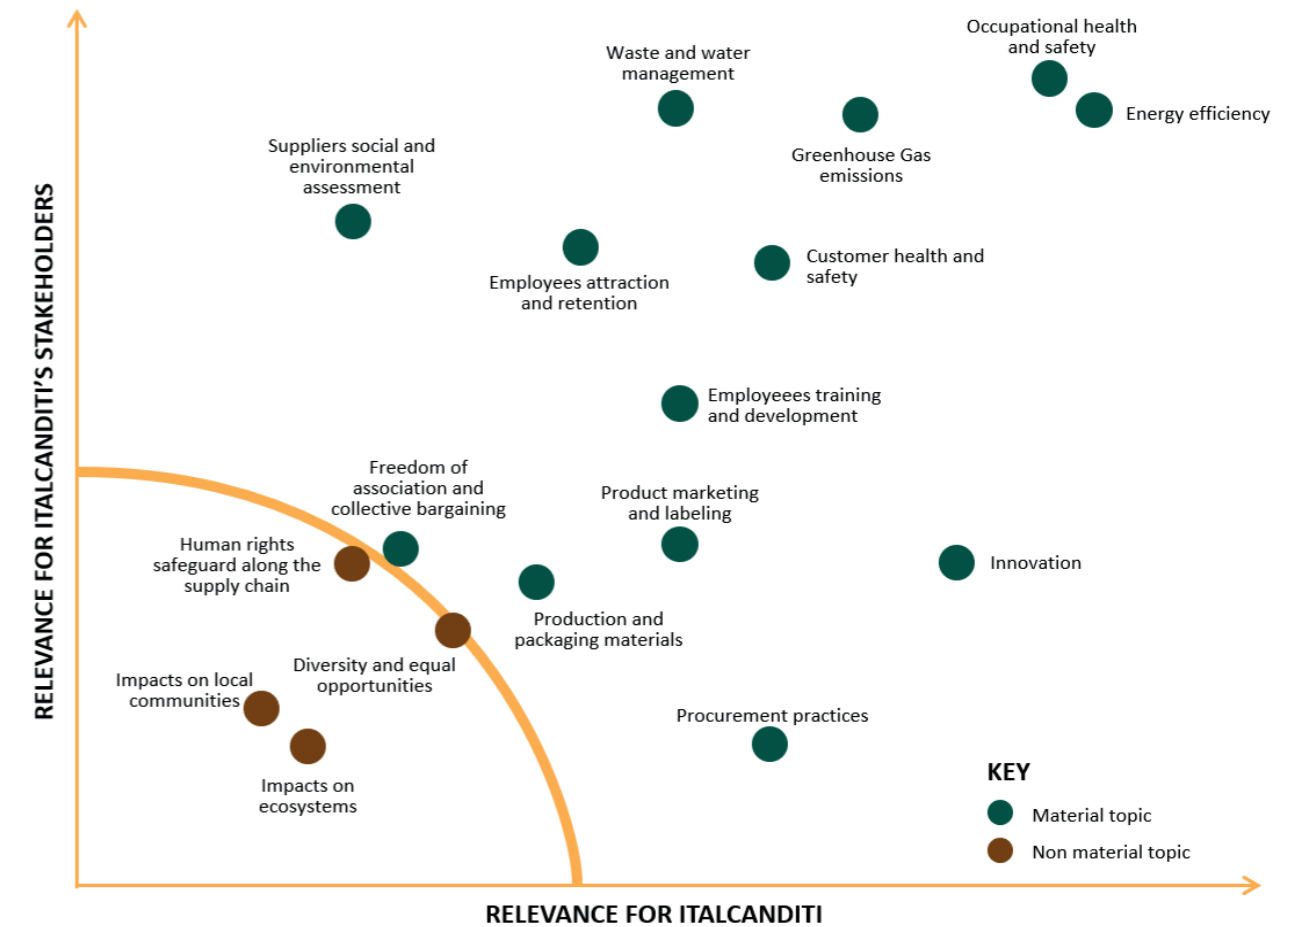 Occupational health
and safety
Waste and water
management
Energy efficiency
Suppliers social and
environmental
assessment
Greenhouse Gas
emissions
Customer health and
safety
Employees attraction
and retention
Employeees training
and development
Freedom of
association and
collective bargaining
Product marketing
and labeling
Human rights
safeguard along the
supply chain
Innovation
Production and
packaging materials
Diversity and equal
opportunities
Impacts on local
communities
Procurement practices
Impacts on
ecosystems
KEY
Material topic
Non material topic
RELEVANCE FOR ITALCANDITI'S STAKEHOLDERS
RELEVANCE FOR ITALCANDITI